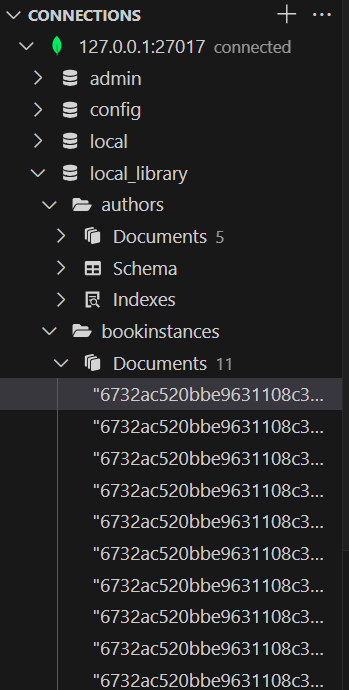 CONNECTIONS
127.0.0.1:27017 connected
admin
config
local
local_library
authors
Documents 5
Schema
Indexes
bookinstances
Documents 11
"6732ac520bbe9631108c3...
"6732ac520bbe9631108c3...
"6732ac520bbe9631108c3...
"6732ac520bbe9631108c3...
"6732ac520bbe9631108c3...
"6732ac520bbe9631108c3...
"6732ac520bbe9631108c3...
"6732ac520bbe9631108c3...
"6732ac520bbe9631108c3...
"6732ac520bbe9631108c3...